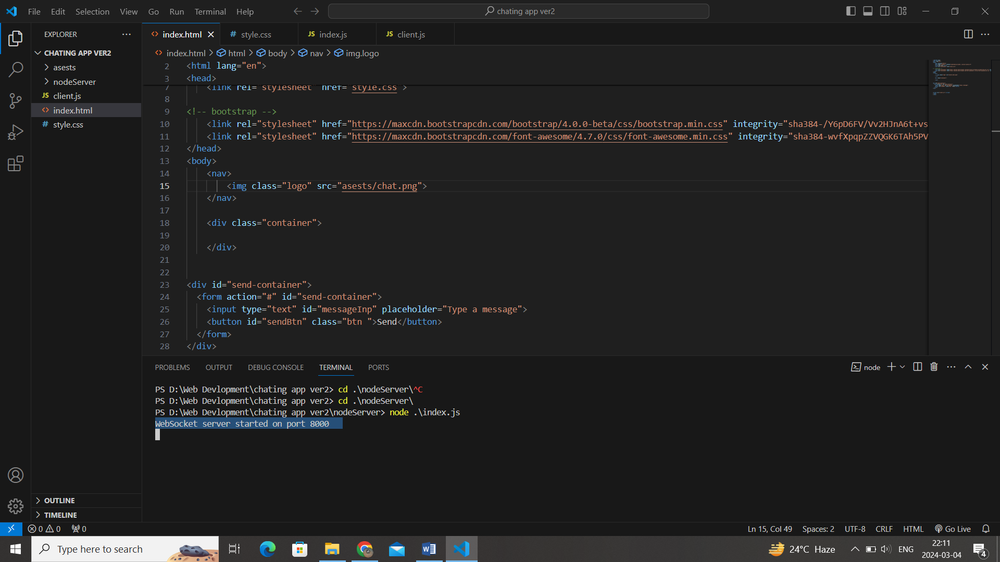 File Edit Selection View Go Run Terminal Help
chating app ver2
EXPLORER
CHATING APP VER2
asests
nodeServer
JS client.js
<> index.html
# style.css
OUTLINE
TIMELINE
<> index.html
# style.css
JS index.js
JS client.js
<> index.html > html > body > nav > img.logo
2 <html lang="en">
3 <head>
7 <link rel="stylesheet" href="style.css">
8
9 <!-- bootstrap -->
10 <link rel="stylesheet" href="https://maxcdn.bootstrapcdn.com/bootstrap/4.0.0-beta/css/bootstrap.min.css" integrity="sha384-/Y6pD6FV/Vv2HJnA6t+vs
11 <link rel="stylesheet" href="https://maxcdn.bootstrapcdn.com/font-awesome/4.7.0/css/font-awesome.min.css" integrity="sha384-wvfXpqpZZVQGK6TAh5PV
12 </head>
13 <body>
14 <nav>
15 <img class="logo" src="asests/chat.png">
16 </nav>
17
18 <div class="container">
19
20 </div>
21
22
23 <div id="send-container">
24 <form action="#" id="send-container">
25 <input type="text" id="messageInp" placeholder="Type a message">
26 <button id="sendBtn" class="btn ">Send</button>
27 </form>
28 </div>
PROBLEMS OUTPUT DEBUG CONSOLE TERMINAL PORTS
node
PS D:\Web Devlopment\chating app ver2> cd .\nodeServer\^C
PS D:\Web Devlopment\chating app ver2> cd .\nodeServer\
PS D:\Web Devlopment\chating app ver2\nodeServer> node .\index.js
WebSocket server started on port 8000
0 0 0
Ln 15, Col 49 Spaces: 2 UTF-8 CRLF HTML Go Live
Type here to search
24°C Haze
ENG
22:11
2024-03-04
4